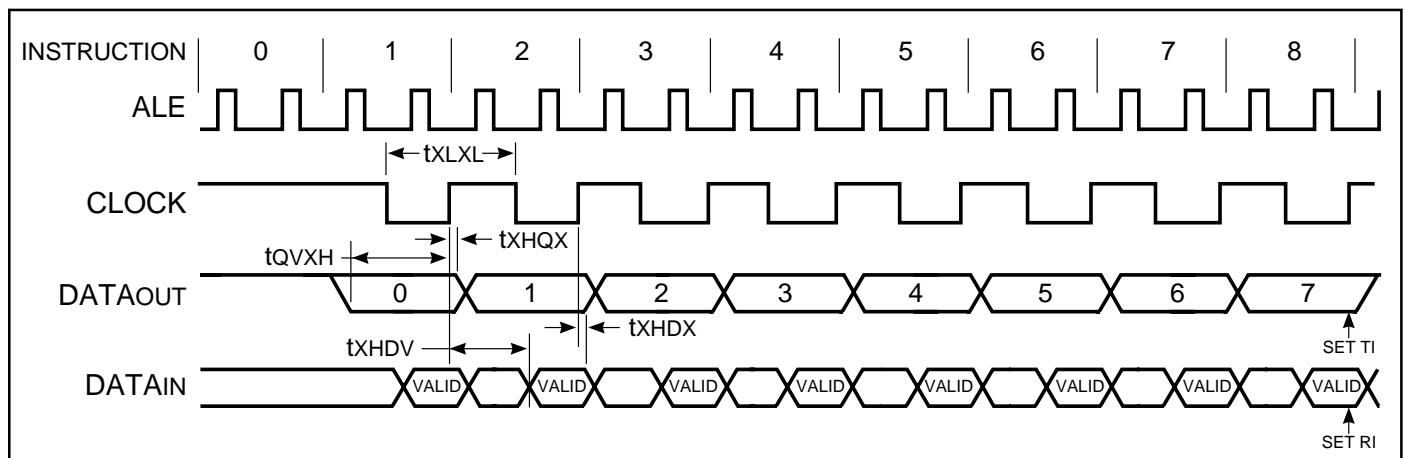 INSTRUCTION 0 1 2 3 4 5 6 7 8
ALE
tXLXL
CLOCK
tXHQX
tQVXH
DATAOUT 0 1 2 3 4 5 6 7
tXHDX
tXHDV
SET TI
DATAIN VALID VALID VALID VALID VALID VALID VALID VALID
SET RI